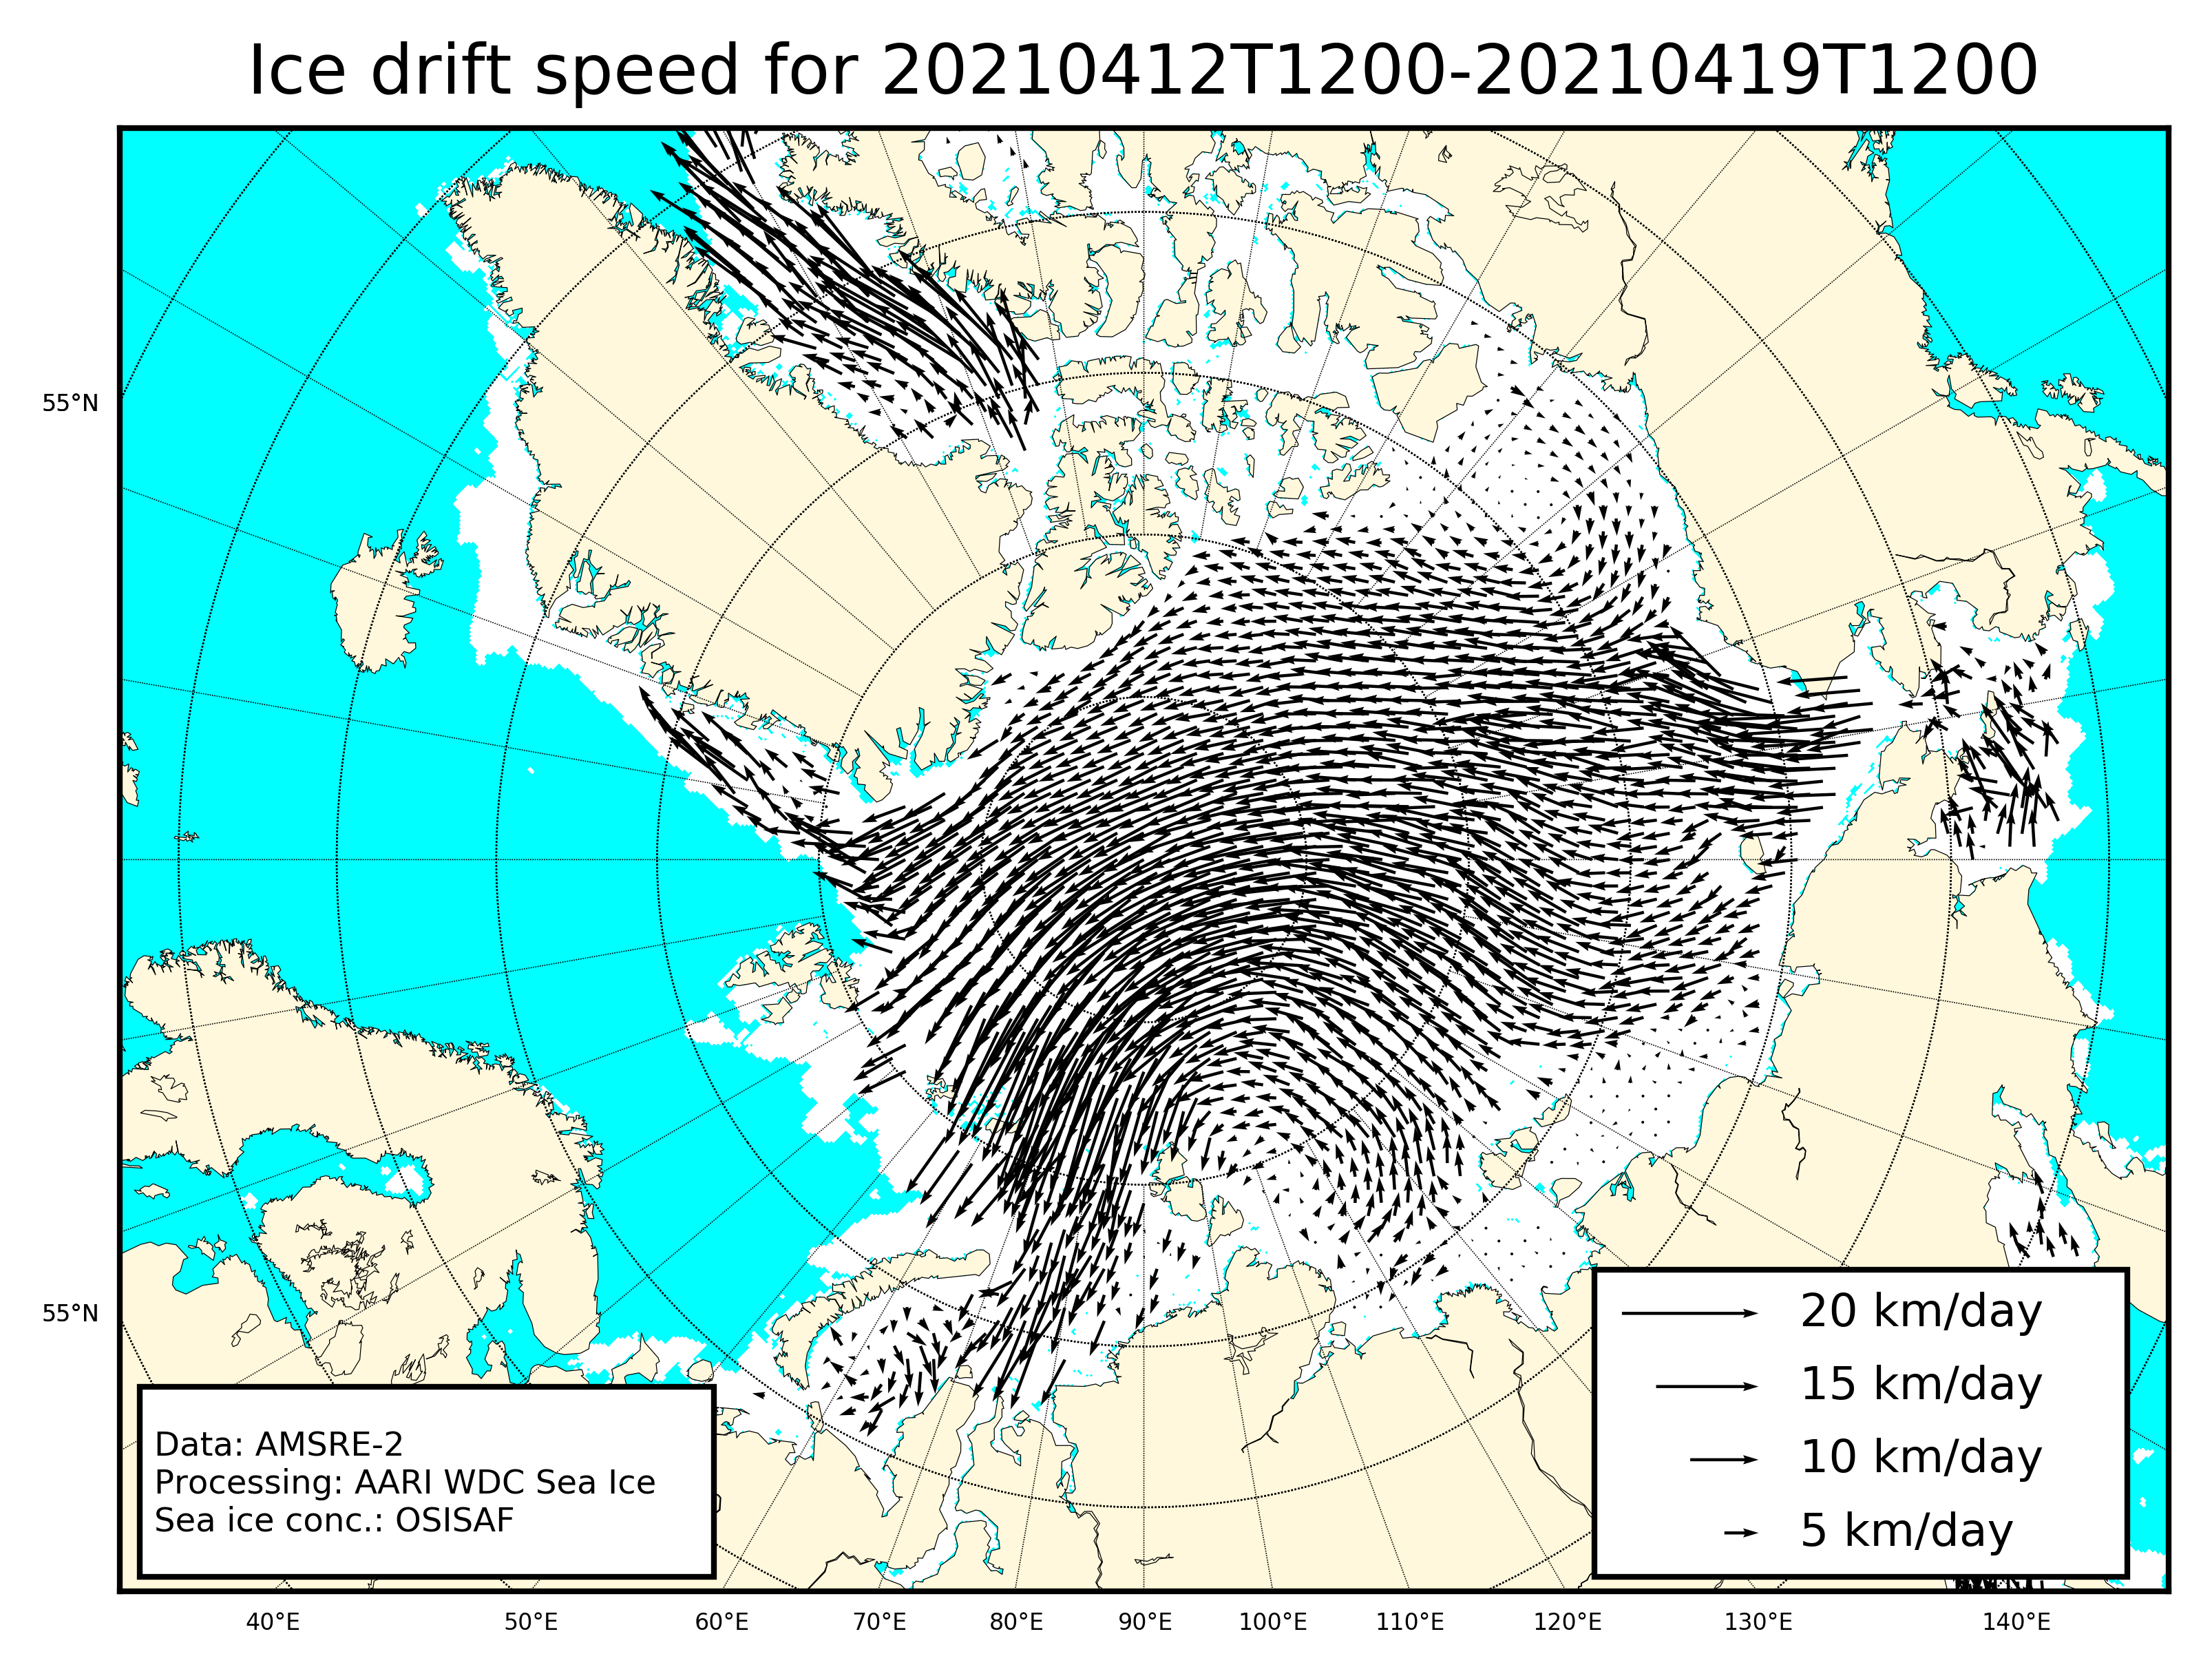 Ice drift speed for 20210412T1200-20210419T1200
55°N
55°N
20 km/day
15 km/day
10 km/day
5 km/day
Data: AMSRE-2
Processing: AARI WDC Sea Ice
Sea ice conc.: OSISAF
40°E 50°E 60°E 70°E 80°E 90°E 100°E 110°E 120°E 130°E 140°E